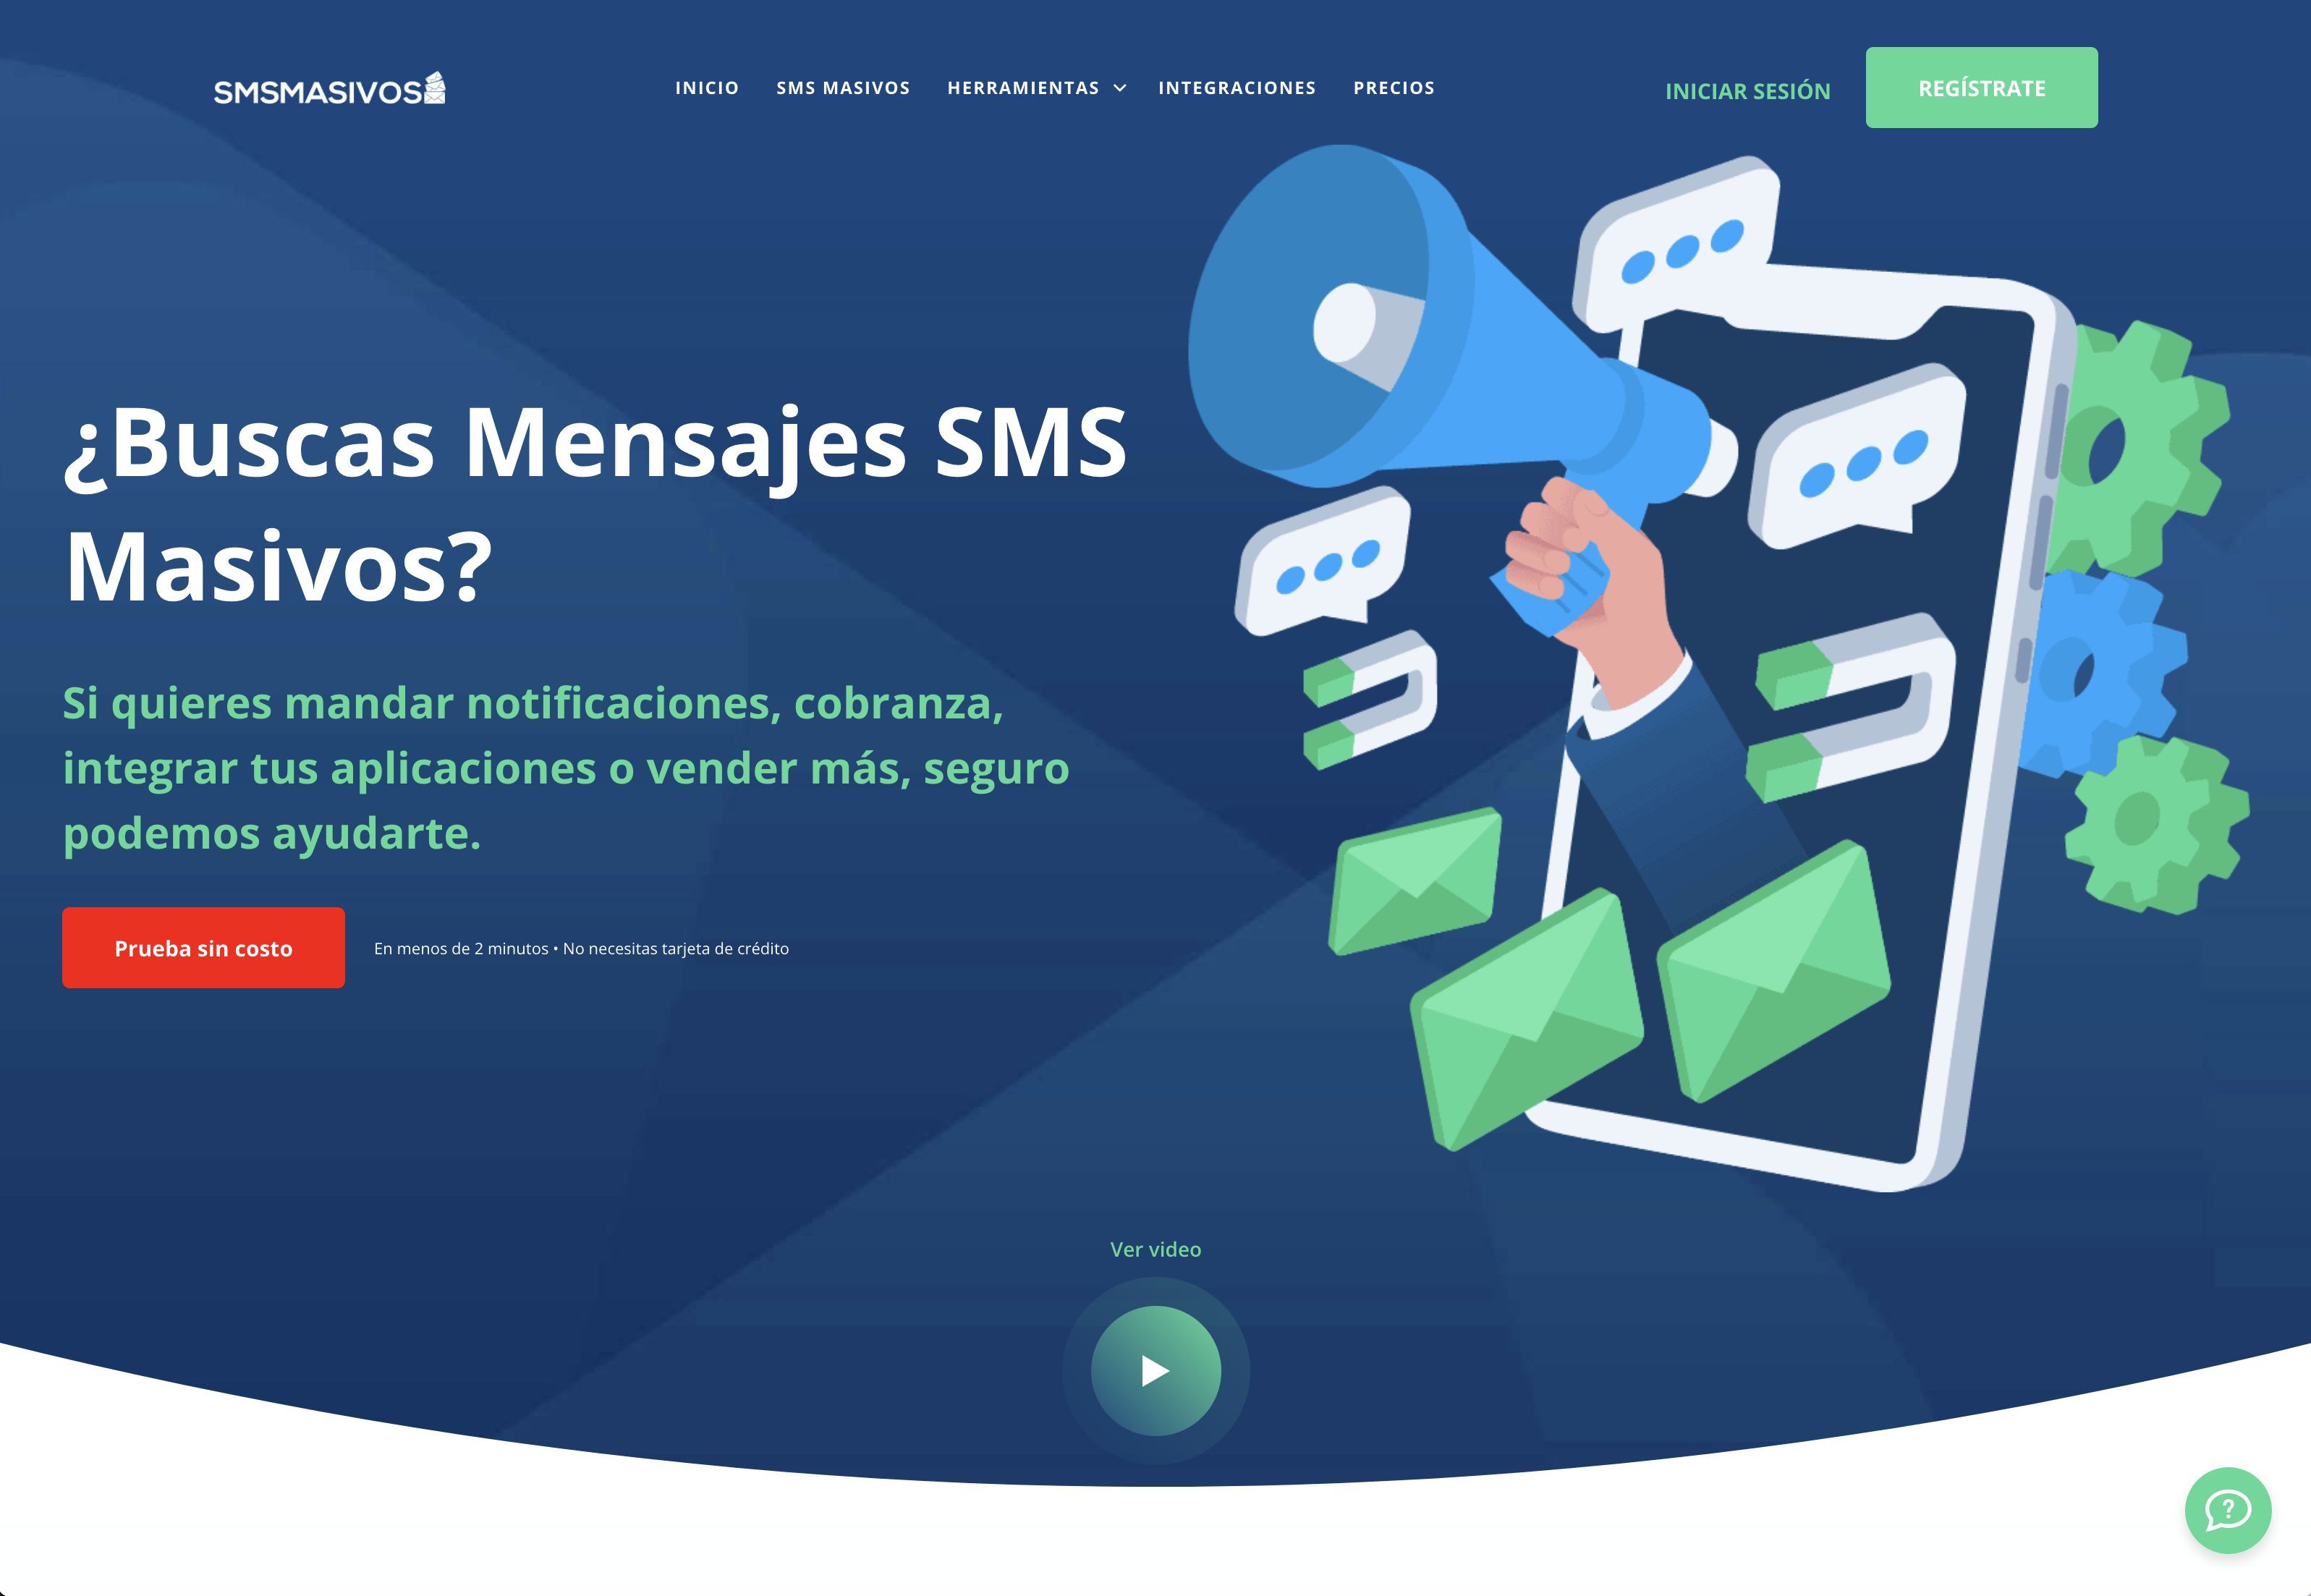 SMSMASIVOS
INICIO
SMS MASIVOS
HERRAMIENTAS
INTEGRACIONES
PRECIOS
INICIAR SESIÓN
REGÍSTRATE
¿Buscas Mensajes SMS
Masivos?
Si quieres mandar notificaciones, cobranza,
integrar tus aplicaciones o vender más, seguro
podemos ayudarte.
Prueba sin costo
En menos de 2 minutos • No necesitas tarjeta de crédito
Ver video
?